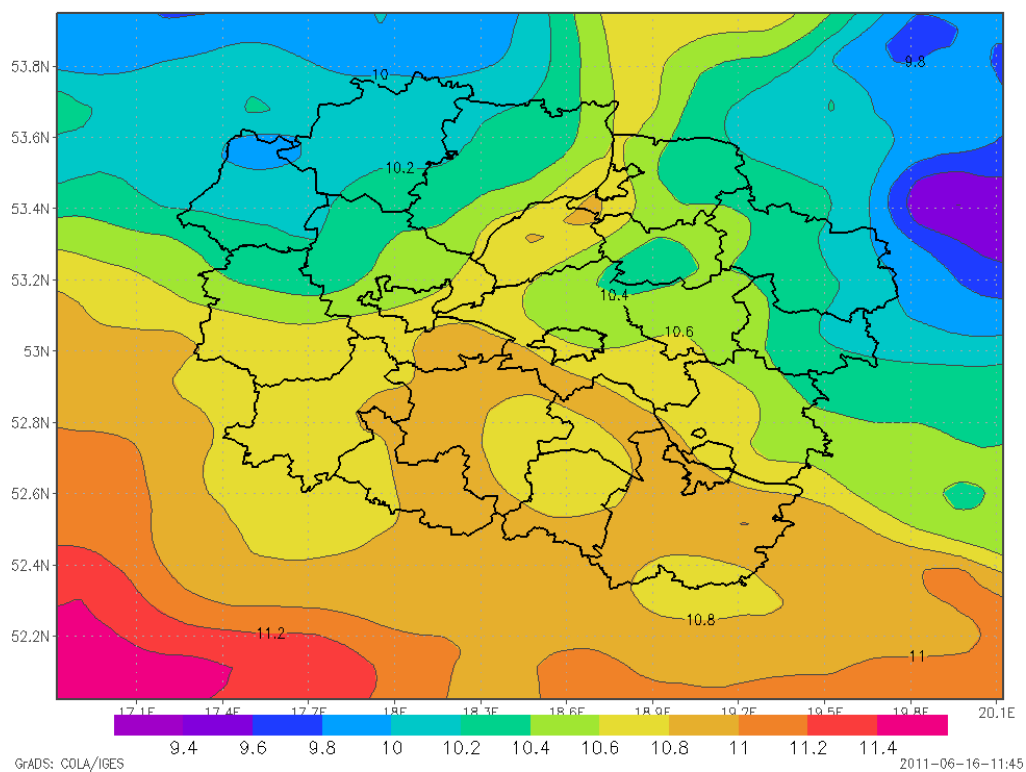 53.8N
53.6N
53.4N
53.2N
53N
52.8N
52.6N
52.4N
52.2N
10
9.8
10.2
10.4
10.6
10.8
11.2
11
17.1E 17.4E 17.7E 18E 18.3E 18.6E 18.9E 19.2E 19.5E 19.8E 20.1E
9.4 9.6 9.8 10 10.2 10.4 10.6 10.8 11 11.2 11.4
GrADS: COLA/IGES 2011-06-16-11:45